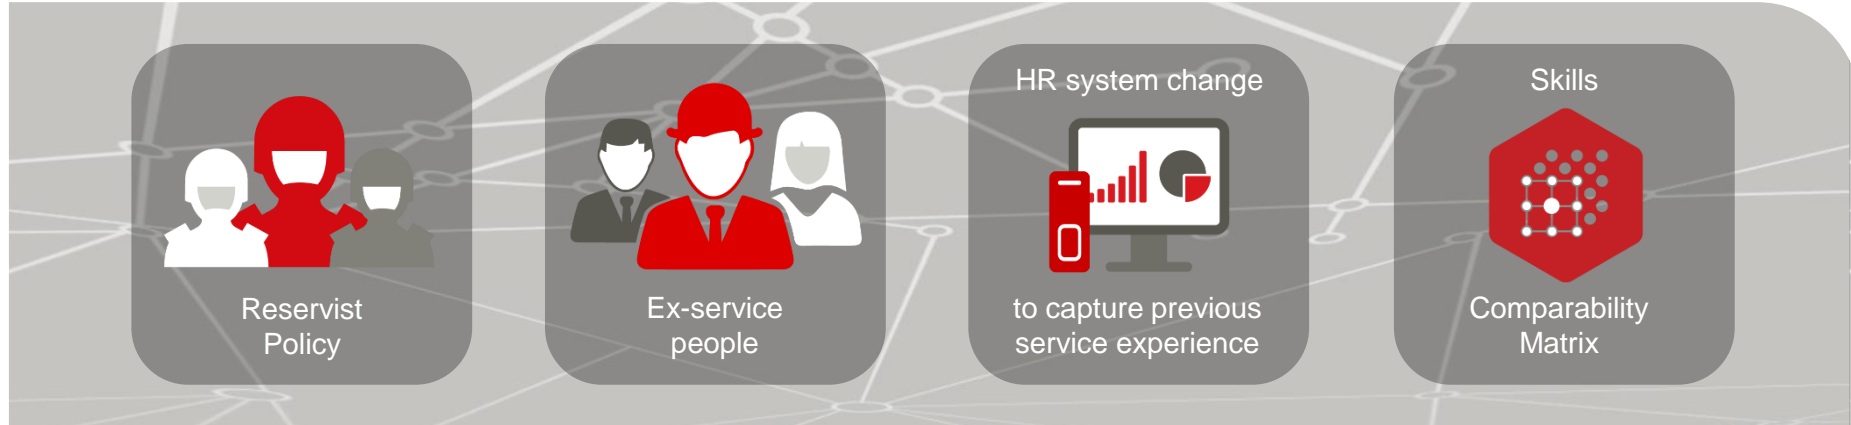 Reservist
Policy
Ex-service
people
HR system change
to capture previous
service experience
Skills
Comparability
Matrix